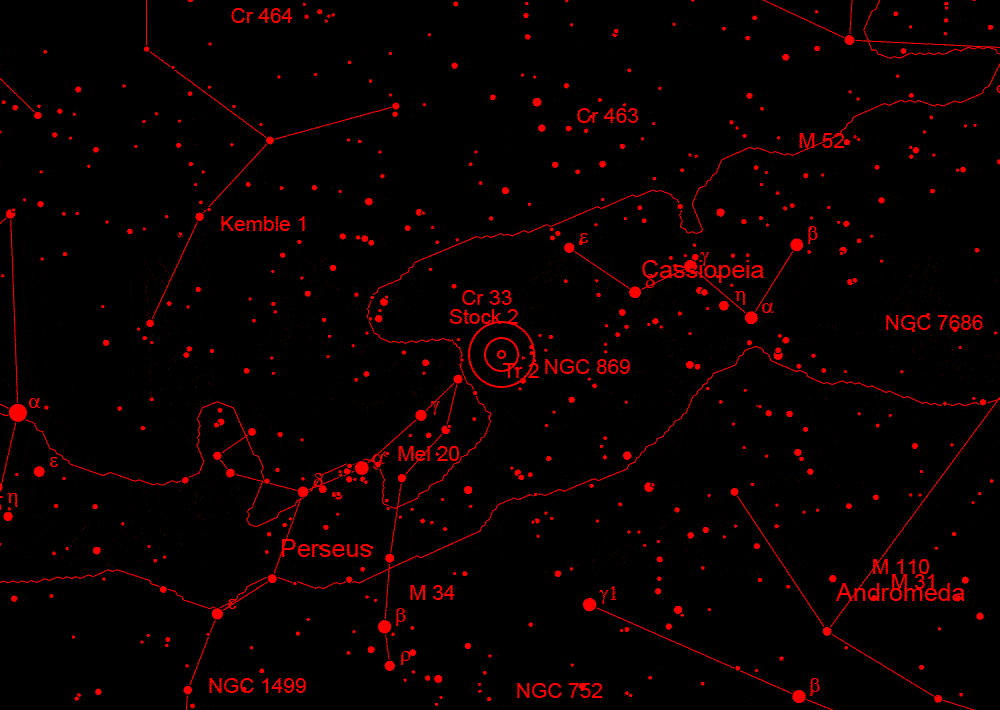 Cr 464
Cr 463
M 52
Kemble 1
β
ε
γ
Cassiopeia
δ
η
α
Cr 33
Stock 2
NGC 7686
Tr 2
NGC 869
α
γ
ε
Mel 20
α
δ
η
Perseus
M 110
M 31
Andromeda
M 34
γ1
ε
β
ρ
NGC 1499
NGC 752
β